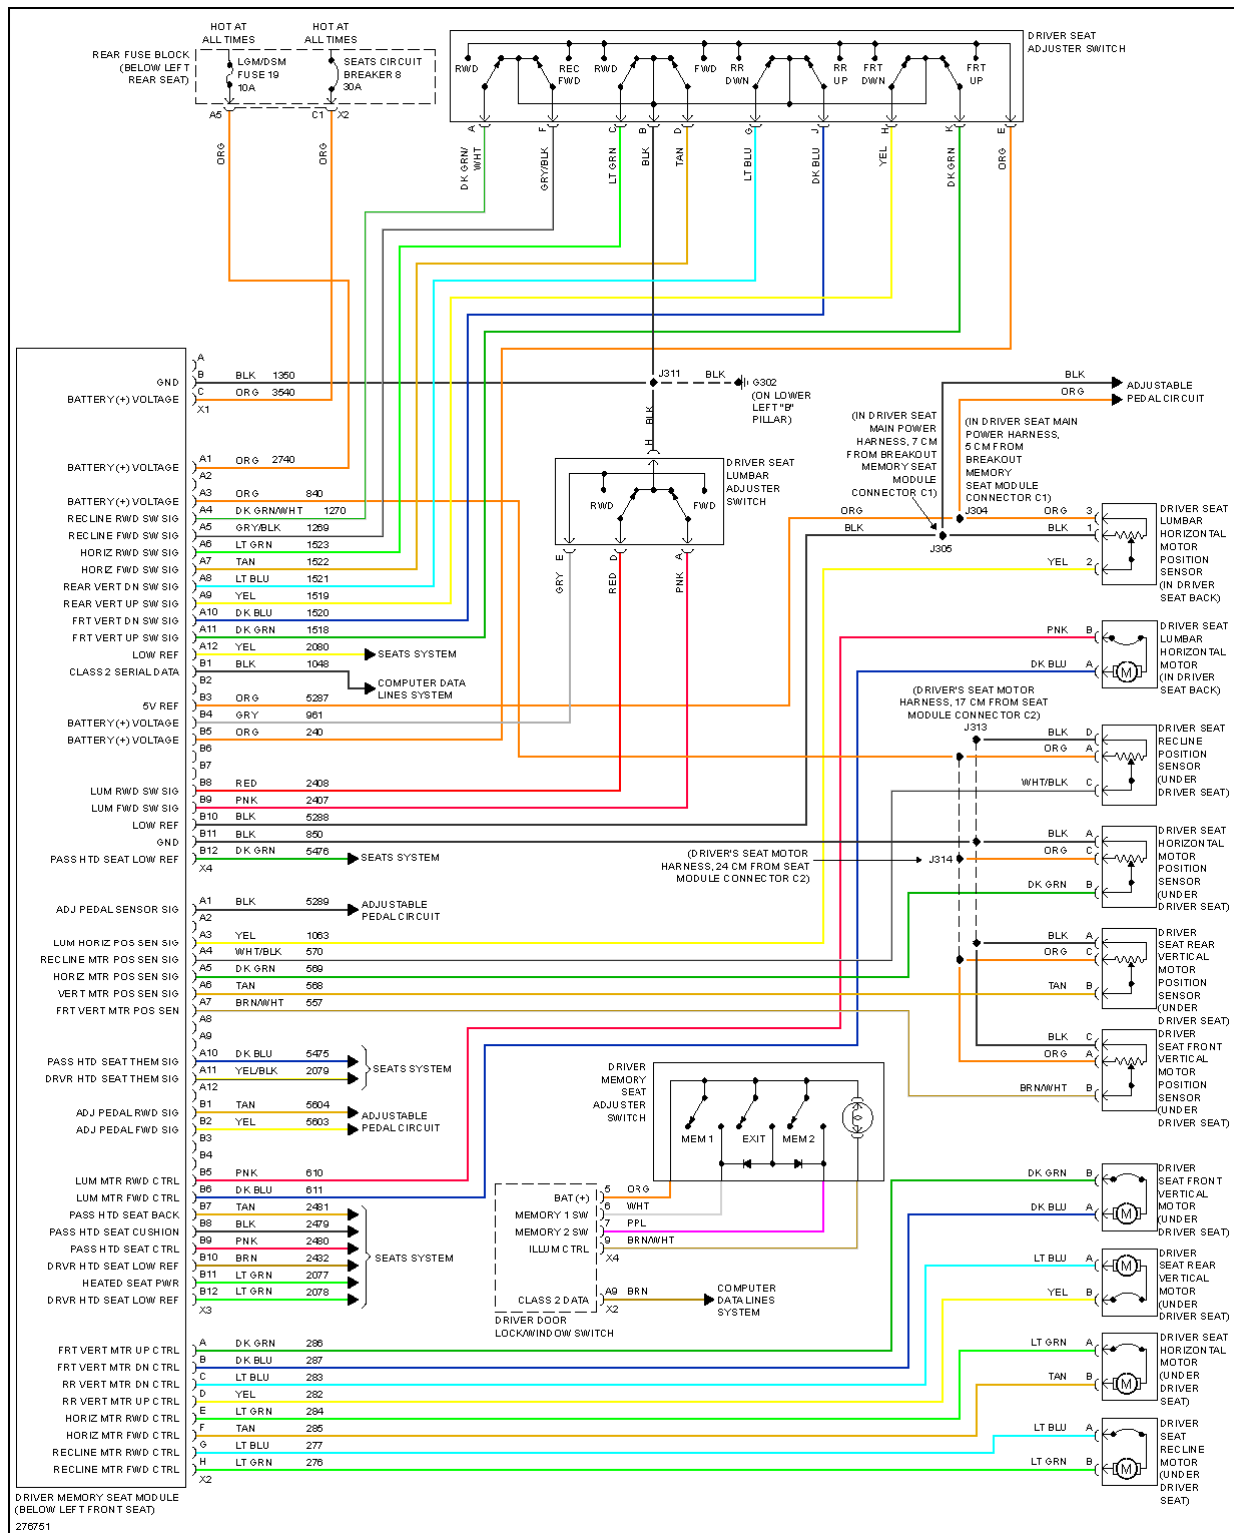 HOT AT
ALL TIMES
HOT AT
ALL TIMES
REAR FUSE BLOCK
(BELOW LEFT
REAR SEAT)
LGM/DSM
FUSE 19
10A
SEATS CIRCUIT
BREAKER 8
30A
A5
C1
X2
ORG
ORG
DRIVER SEAT
ADJUSTER SWITCH
RWD
REC
FWD
RWD
FWD
RR
DWN
RR
UP
FRT
DWN
FRT
UP
A
F
C
B
D
G
J
H
K
E
DK GRN/
WHT
GRY/BLK
LT GRN
BLK
TAN
LT BLU
DK BLU
YEL
DK GRN
ORG
A
GND
B
BLK
1350
BATTERY(+) VOLTAGE
C
ORG
3540
X1
J311
BLK
G302
(ON LOWER
LEFT "B"
PILLAR)
BLK
H
DRIVER SEAT
LUMBAR
ADJUSTER
SWITCH
RWD
FWD
E
D
A
GRY
RED
PNK
BLK
ORG
ADJUSTABLE
PEDAL CIRCUIT
(IN DRIVER SEAT
MAIN POWER
HARNESS, 7 CM
FROM BREAKOUT
MEMORY SEAT
MODULE
CONNECTOR C1)
(IN DRIVER SEAT MAIN
POWER HARNESS,
5 CM FROM
BREAKOUT
MEMORY
SEAT MODULE
CONNECTOR C1)
ORG
BLK
J304
J305
BATTERY(+) VOLTAGE
A1
ORG
2740
A2
BATTERY(+) VOLTAGE
A3
ORG
840
RECLINE RWD SW SIG
A4
DK GRN/WHT
1270
RECLINE FWD SW SIG
A5
GRY/BLK
1269
HORIZ RWD SW SIG
A6
LT GRN
1523
HORIZ FWD SW SIG
A7
TAN
1522
REAR VERT DN SW SIG
A8
LT BLU
1521
REAR VERT UP SW SIG
A9
YEL
1519
FRT VERT DN SW SIG
A10
DK BLU
1520
FRT VERT UP SW SIG
A11
DK GRN
1518
LOW REF
A12
YEL
2080
SEATS SYSTEM
CLASS 2 SERIAL DATA
B1
BLK
1048
COMPUTER DATA
LINES SYSTEM
B2
5V REF
B3
ORG
5287
BATTERY(+) VOLTAGE
B4
GRY
961
BATTERY(+) VOLTAGE
B5
ORG
240
B6
B7
LUM RWD SW SIG
B8
RED
2408
LUM FWD SW SIG
B9
PNK
2407
LOW REF
B10
BLK
5288
GND
B11
BLK
850
PASS HTD SEAT LOW REF
B12
DK GRN
5476
SEATS SYSTEM
X4
ADJ PEDAL SENSOR SIG
A1
BLK
5289
ADJUSTABLE
PEDAL CIRCUIT
A2
LUM HORIZ POS SEN SIG
A3
YEL
1063
RECLINE MTR POS SEN SIG
A4
WHT/BLK
570
HORIZ MTR POS SEN SIG
A5
DK GRN
569
VERT MTR POS SEN SIG
A6
TAN
568
FRT VERT MTR POS SEN
A7
BRN/WHT
557
A8
A9
PASS HTD SEAT THEM SIG
A10
DK BLU
5475
DRVR HTD SEAT THEM SIG
A11
YEL/BLK
2079
SEATS SYSTEM
A12
ADJ PEDAL RWD SIG
B1
TAN
5604
ADJ PEDAL FWD SIG
B2
YEL
5603
ADJUSTABLE
PEDAL CIRCUIT
B3
B4
LUM MTR RWD CTRL
B5
PNK
610
LUM MTR FWD CTRL
B6
DK BLU
611
PASS HTD SEAT BACK
B7
TAN
2481
PASS HTD SEAT CUSHION
B8
BLK
2479
PASS HTD SEAT CTRL
B9
PNK
2480
DRVR HTD SEAT LOW REF
B10
BRN
2432
HEATED SEAT PWR
B11
LT GRN
2077
DRVR HTD SEAT LOW REF
B12
LT GRN
2078
SEATS SYSTEM
X3
FRT VERT MTR UP CTRL
A
DK GRN
286
FRT VERT MTR DN CTRL
B
DK BLU
287
RR VERT MTR DN CTRL
C
LT BLU
283
RR VERT MTR UP CTRL
D
YEL
282
HORIZ MTR RWD CTRL
E
LT GRN
284
HORIZ MTR FWD CTRL
F
TAN
285
RECLINE MTR RWD CTRL
G
LT BLU
277
RECLINE MTR FWD CTRL
H
LT GRN
276
X2
DRIVER MEMORY SEAT MODULE
(BELOW LEFT FRONT SEAT)
276751
ORG
3
BLK
1
YEL
2
DRIVER SEAT
LUMBAR
HORIZONTAL
MOTOR
POSITION
SENSOR
(IN DRIVER
SEAT BACK)
PNK
B
DK BLU
A
M
DRIVER SEAT
LUMBAR
HORIZONTAL
MOTOR
(IN DRIVER
SEAT BACK)
(DRIVER'S SEAT MOTOR
HARNESS, 17 CM FROM SEAT
MODULE CONNECTOR C2)
J313
BLK
D
ORG
A
WHT/BLK
C
DRIVER SEAT
RECLINE
POSITION
SENSOR
(UNDER
DRIVER SEAT)
(DRIVER'S SEAT MOTOR
HARNESS, 24 CM FROM SEAT
MODULE CONNECTOR C2)
J314
BLK
A
ORG
C
DK GRN
B
DRIVER SEAT
HORIZONTAL
MOTOR
POSITION
SENSOR
(UNDER
DRIVER SEAT)
BLK
A
ORG
C
TAN
B
DRIVER
SEAT REAR
VERTICAL
MOTOR
POSITION
SENSOR
(UNDER
DRIVER SEAT)
BLK
C
ORG
A
BRN/WHT
B
DRIVER
SEAT FRONT
VERTICAL
MOTOR
POSITION
SENSOR
(UNDER
DRIVER SEAT)
DRIVER
MEMORY
SEAT
ADJUSTER
SWITCH
MEM 1
EXIT
MEM 2
BAT (+)
5
ORG
MEMORY 1 SW
6
WHT
MEMORY 2 SW
7
PPL
ILLUM CTRL
9
BRN/WHT
X4
CLASS 2 DATA
A9
BRN
X2
COMPUTER
DATA LINES
SYSTEM
DRIVER DOOR
LOCK/WINDOW SWITCH
DK GRN
B
DK BLU
A
M
DRIVER
SEAT FRONT
VERTICAL
MOTOR
(UNDER
DRIVER SEAT)
LT BLU
A
YEL
B
M
DRIVER
SEAT REAR
VERTICAL
MOTOR
(UNDER
DRIVER SEAT)
LT GRN
A
TAN
B
M
DRIVER SEAT
HORIZONTAL
MOTOR
(UNDER
DRIVER
SEAT)
LT BLU
A
LT GRN
B
M
DRIVER
SEAT
RECLINE
MOTOR
(UNDER
DRIVER
SEAT)